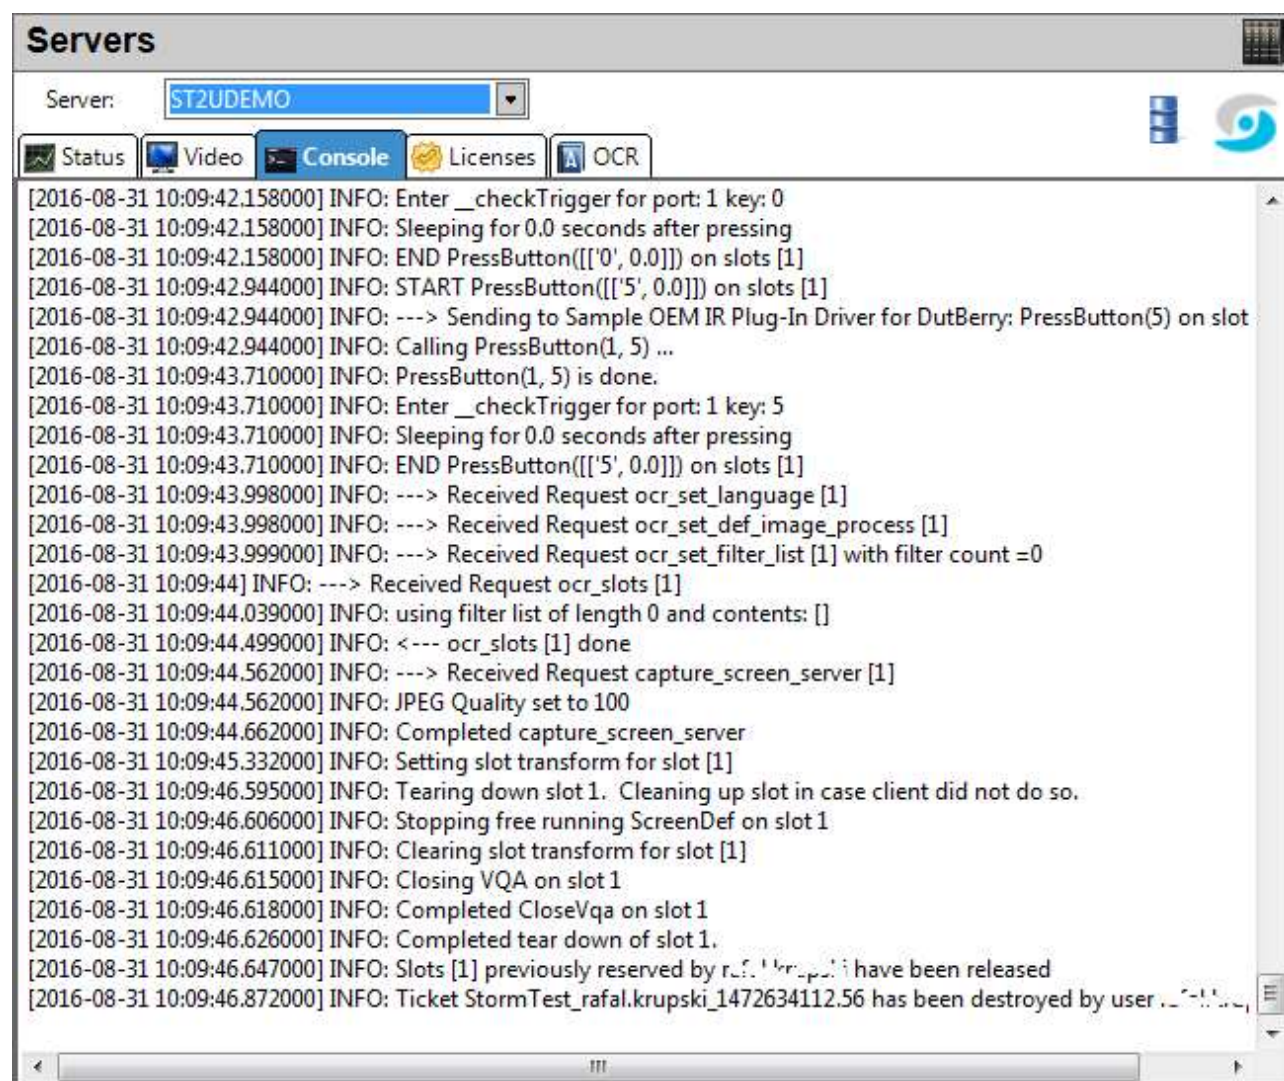 Servers
Server: ST2UDEMO
Status Video Console Licenses OCR
[2016-08-31 10:09:42.158000] INFO: Enter __checkTrigger for port: 1 key: 0
[2016-08-31 10:09:42.158000] INFO: Sleeping for 0.0 seconds after pressing
[2016-08-31 10:09:42.158000] INFO: END PressButton([['0', 0.0]]) on slots [1]
[2016-08-31 10:09:42.944000] INFO: START PressButton([['5', 0.0]]) on slots [1]
[2016-08-31 10:09:42.944000] INFO: ---> Sending to Sample OEM IR Plug-In Driver for DutBerry: PressButton(5) on slot
[2016-08-31 10:09:42.944000] INFO: Calling PressButton(1, 5) ...
[2016-08-31 10:09:43.710000] INFO: PressButton(1, 5) is done.
[2016-08-31 10:09:43.710000] INFO: Enter __checkTrigger for port: 1 key: 5
[2016-08-31 10:09:43.710000] INFO: Sleeping for 0.0 seconds after pressing
[2016-08-31 10:09:43.710000] INFO: END PressButton([['5', 0.0]]) on slots [1]
[2016-08-31 10:09:43.998000] INFO: ---> Received Request ocr_set_language [1]
[2016-08-31 10:09:43.998000] INFO: ---> Received Request ocr_set_def_image_process [1]
[2016-08-31 10:09:43.999000] INFO: ---> Received Request ocr_set_filter_list [1] with filter count =0
[2016-08-31 10:09:44] INFO: ---> Received Request ocr_slots [1]
[2016-08-31 10:09:44.039000] INFO: using filter list of length 0 and contents: []
[2016-08-31 10:09:44.499000] INFO: <--- ocr_slots [1] done
[2016-08-31 10:09:44.562000] INFO: ---> Received Request capture_screen_server [1]
[2016-08-31 10:09:44.562000] INFO: JPEG Quality set to 100
[2016-08-31 10:09:44.662000] INFO: Completed capture_screen_server
[2016-08-31 10:09:45.332000] INFO: Setting slot transform for slot [1]
[2016-08-31 10:09:46.595000] INFO: Tearing down slot 1.  Cleaning up slot in case client did not do so.
[2016-08-31 10:09:46.606000] INFO: Stopping free running ScreenDef on slot 1
[2016-08-31 10:09:46.611000] INFO: Clearing slot transform for slot [1]
[2016-08-31 10:09:46.615000] INFO: Closing VQA on slot 1
[2016-08-31 10:09:46.618000] INFO: Completed CloseVqa on slot 1
[2016-08-31 10:09:46.626000] INFO: Completed tear down of slot 1.
[2016-08-31 10:09:46.647000] INFO: Slots [1] previously reserved by have been released
[2016-08-31 10:09:46.872000] INFO: Ticket StormTest_rafal.krupski_1472634112.56 has been destroyed by user